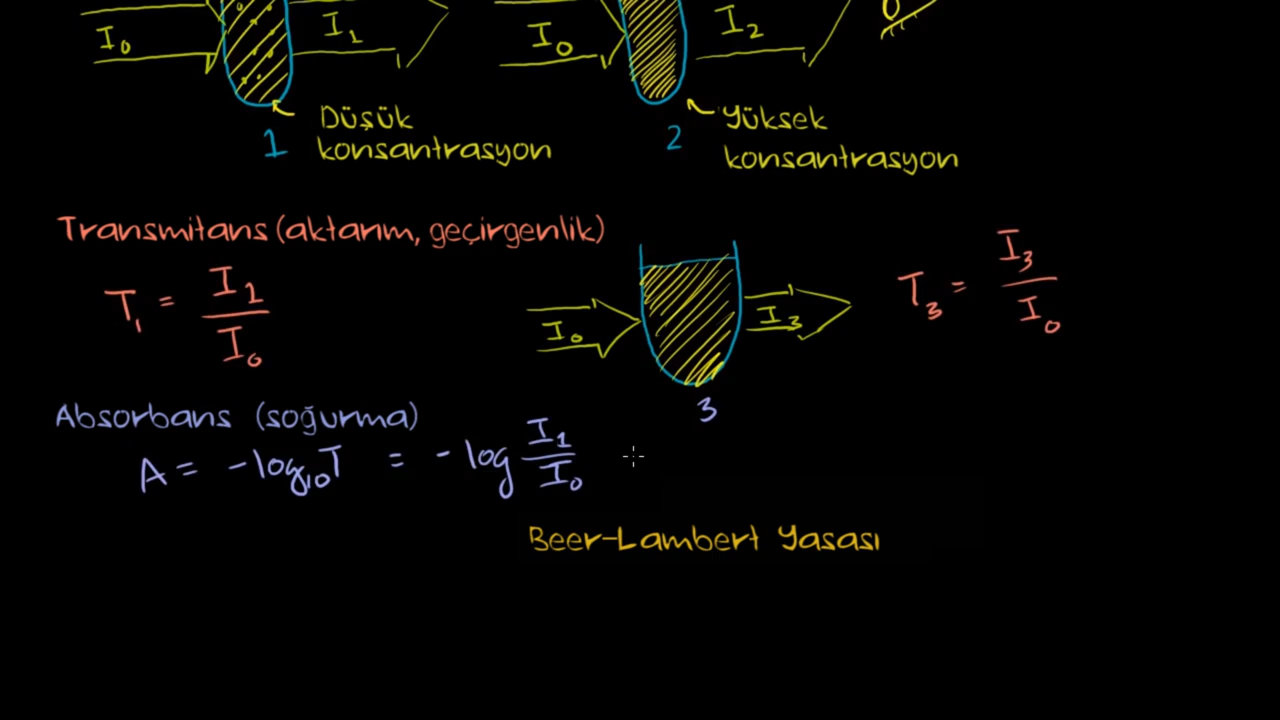 I₀ I₁ I₀ I₂
1 Düşük konsantrasyon
2 Yüksek konsantrasyon
Transmitans (aktarım, geçirgenlik)
T₁ = I₁ / I₀
I₀ I₃
3
T₃ = I₃ / I₀
Absorbans (soğurma)
A = -log₁₀T = -log I₁ / I₀
Beer-Lambert Yasası